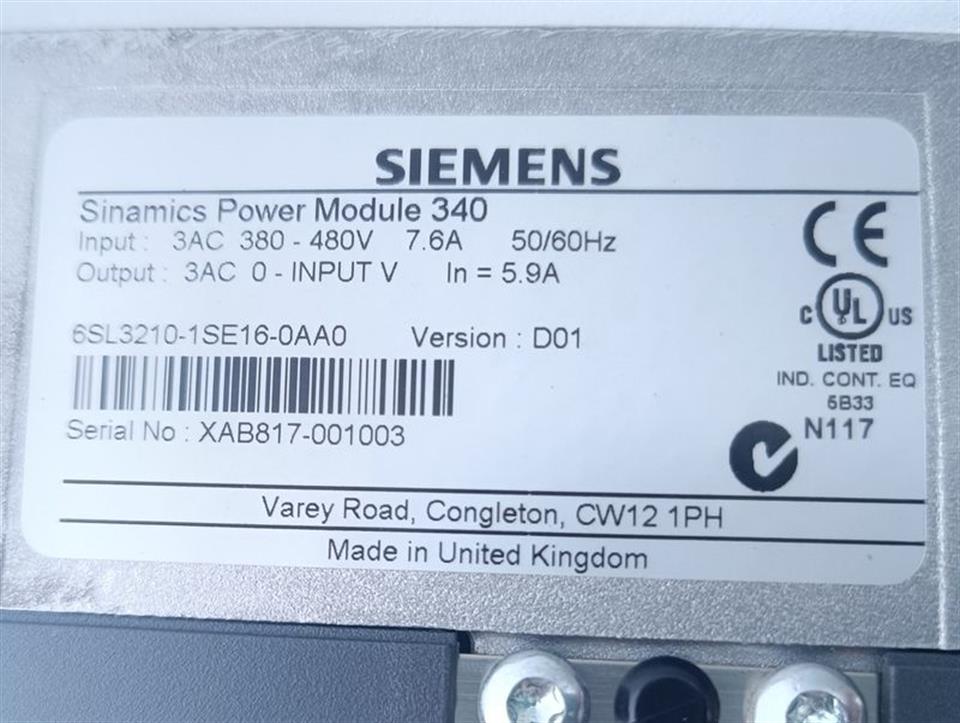 SIEMENS
Sinamics Power Module 340
Input : 3AC 380 - 480V 7.6A 50/60Hz
Output : 3AC 0 - INPUT V In = 5.9A
6SL3210-1SE16-0AA0 Version : D01
Serial No : XAB817-001003
CE
C UL US
LISTED
IND. CONT. EQ
5B33
N117
Varey Road, Congleton, CW12 1PH
Made in United Kingdom